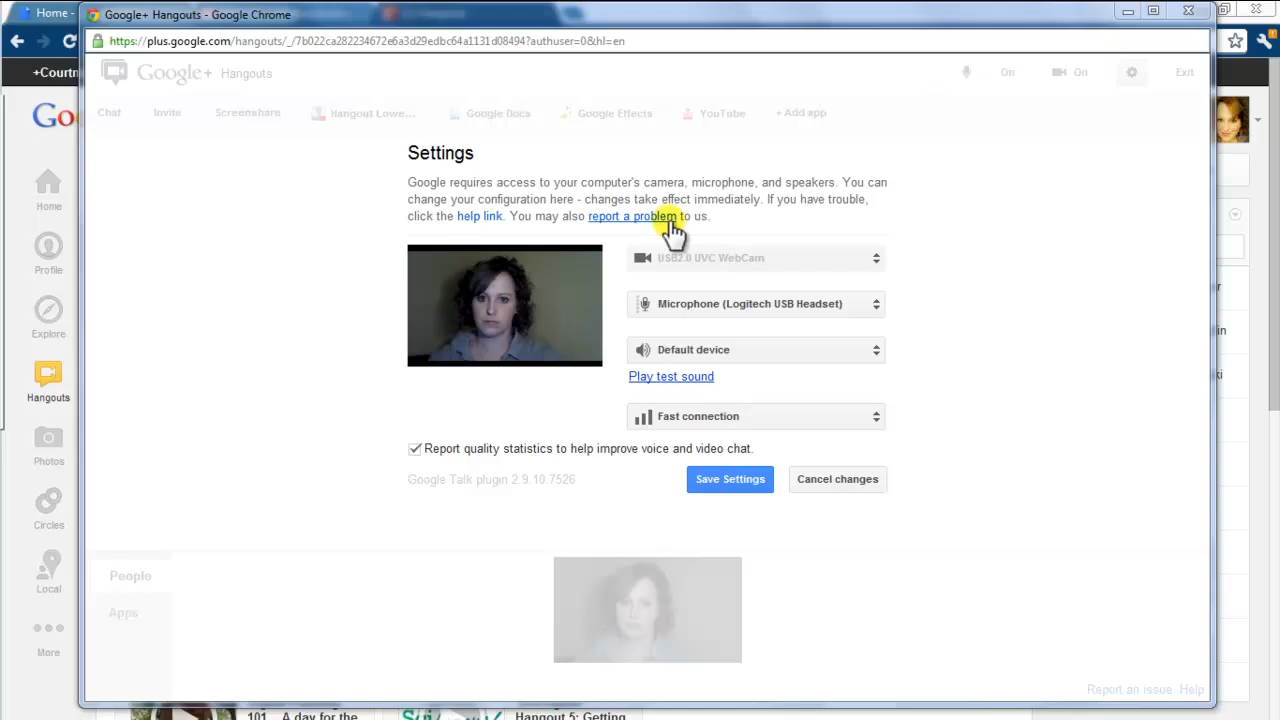 Home -
Google+ Hangouts - Google Chrome
https://plus.google.com/hangouts/_/7b022ca282234672e6a3d29edbc64a1131d08494?authuser=0&hl=en
+Courtn
Google+ Hangouts
On
On
Exit
Goo
Chat
Invite
Screenshare
Hangout Lowe...
Google Docs
Google Effects
YouTube
+ Add app
Settings
Google requires access to your computer's camera, microphone, and speakers. You can
change your configuration here - changes take effect immediately. If you have trouble,
click the help link. You may also report a problem to us.
Home
Profile
Explore
Hangouts
Photos
Circles
Local
More
USB2.0 UVC WebCam
Microphone (Logitech USB Headset)
Default device
Play test sound
Fast connection
Report quality statistics to help improve voice and video chat.
Google Talk plugin 2.9.10.7526
Save Settings
Cancel changes
People
Apps
Report an issue
Help
101 A day for the
Hangout 5: Getting